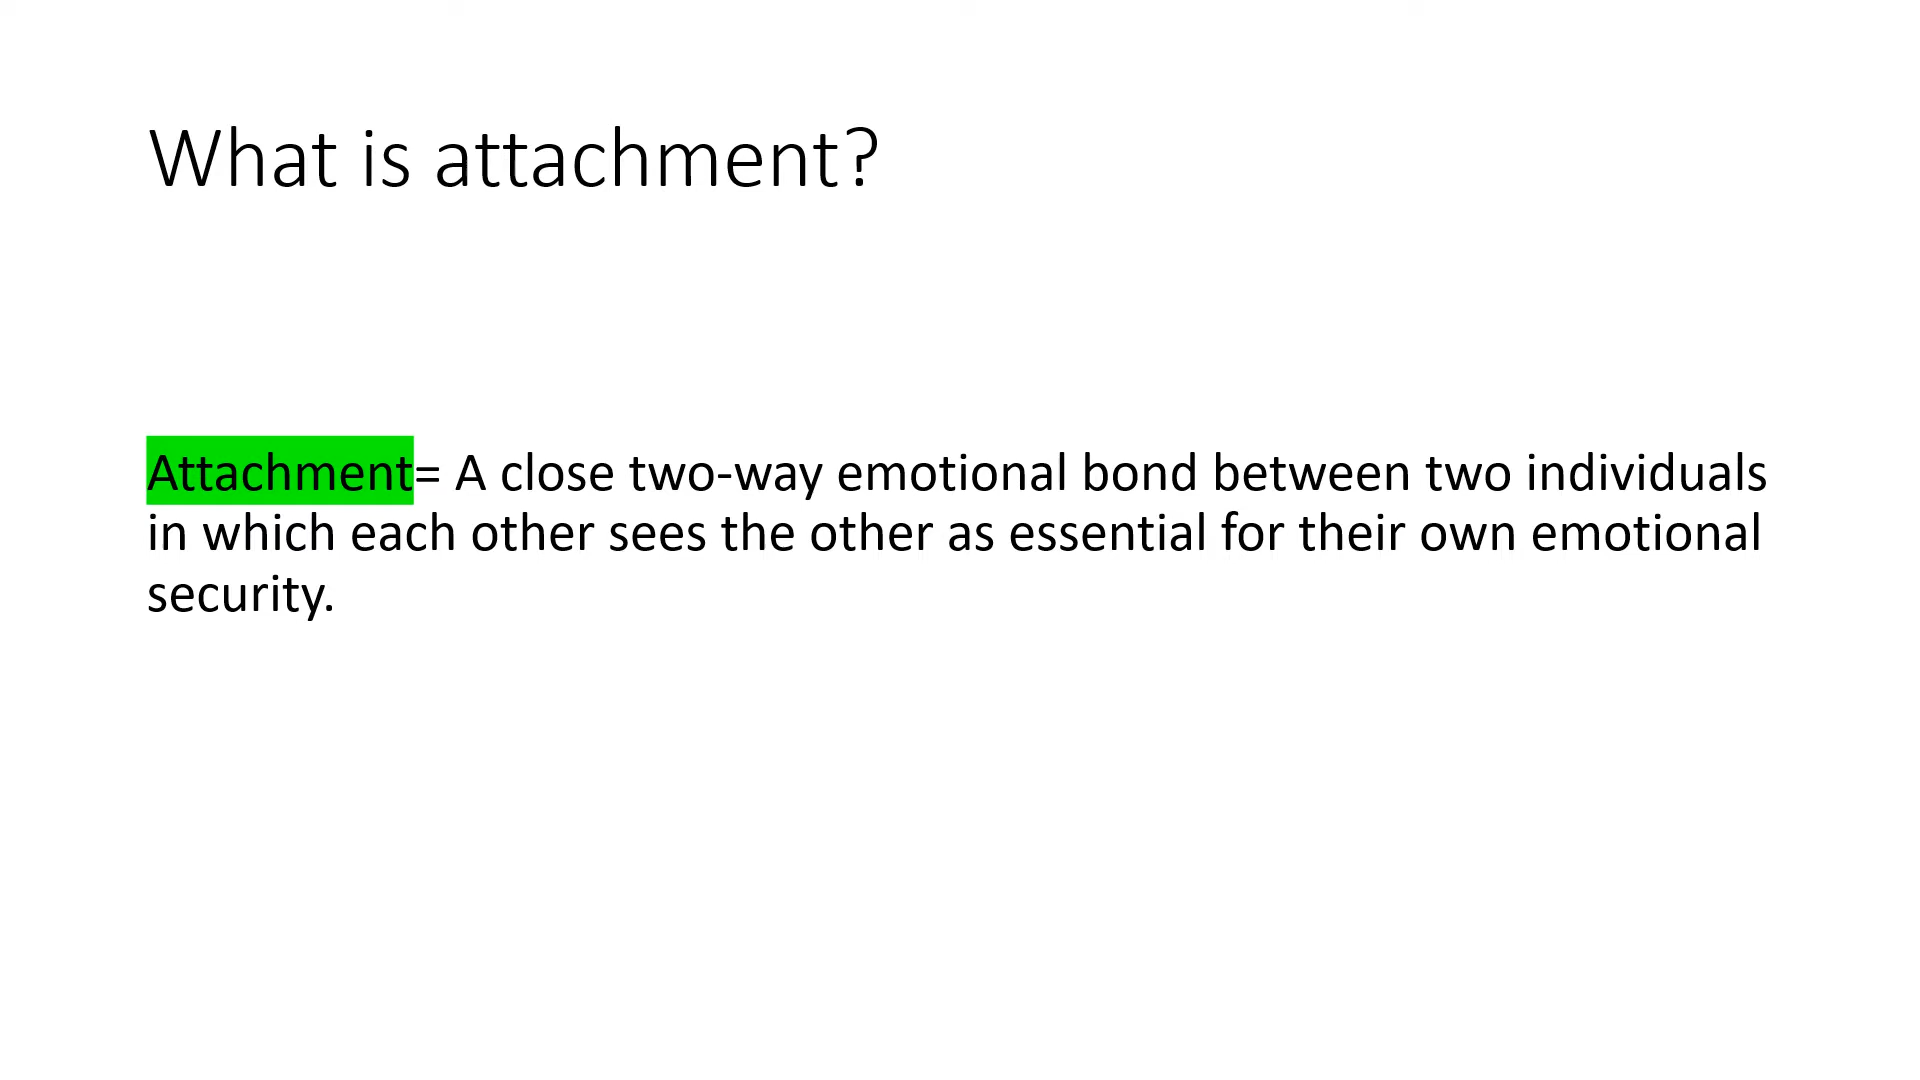 What is attachment?
Attachment= A close two-way emotional bond between two individuals
in which each other sees the other as essential for their own emotional
security.